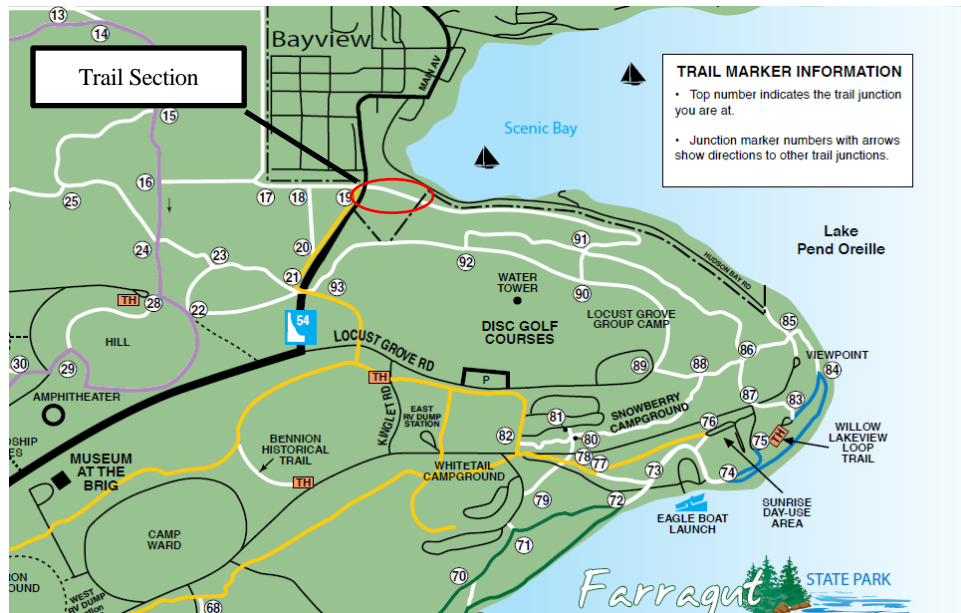 13
14
Bayview
Trail Section
MAIN AV
Scenic Bay
TRAIL MARKER INFORMATION
• Top number indicates the trail junction
you are at.
• Junction marker numbers with arrows
show directions to other trail junctions.
15
16
25
17
18
19
24
23
20
21
93
92
91
90
HUDSON BAY RD
Lake
Pend Oreille
WATER
TOWER
DISC GOLF
COURSES
LOCUST GROVE
GROUP CAMP
TH
28
22
54
HILL
LOCUST GROVE RD
30
29
AMPHITHEATER
DSHIP
ES
MUSEUM
AT THE
BRIG
TH
KINGLET RD
P
89
88
86
85
VIEWPOINT
84
87
83
EAST
RV DUMP
STATION
SNOWBERRY
CAMPGROUND
81
82
80
78
77
76
75
TH
WILLOW
LAKEVIEW
LOOP
TRAIL
BENNION
HISTORICAL
TRAIL
TH
WHITETAIL
CAMPGROUND
73
74
79
72
SUNRISE
DAY-USE
AREA
EAGLE BOAT
LAUNCH
CAMP
WARD
71
70
68
RON
OUND
WEST
RV DUMP
Farragut
STATE PARK